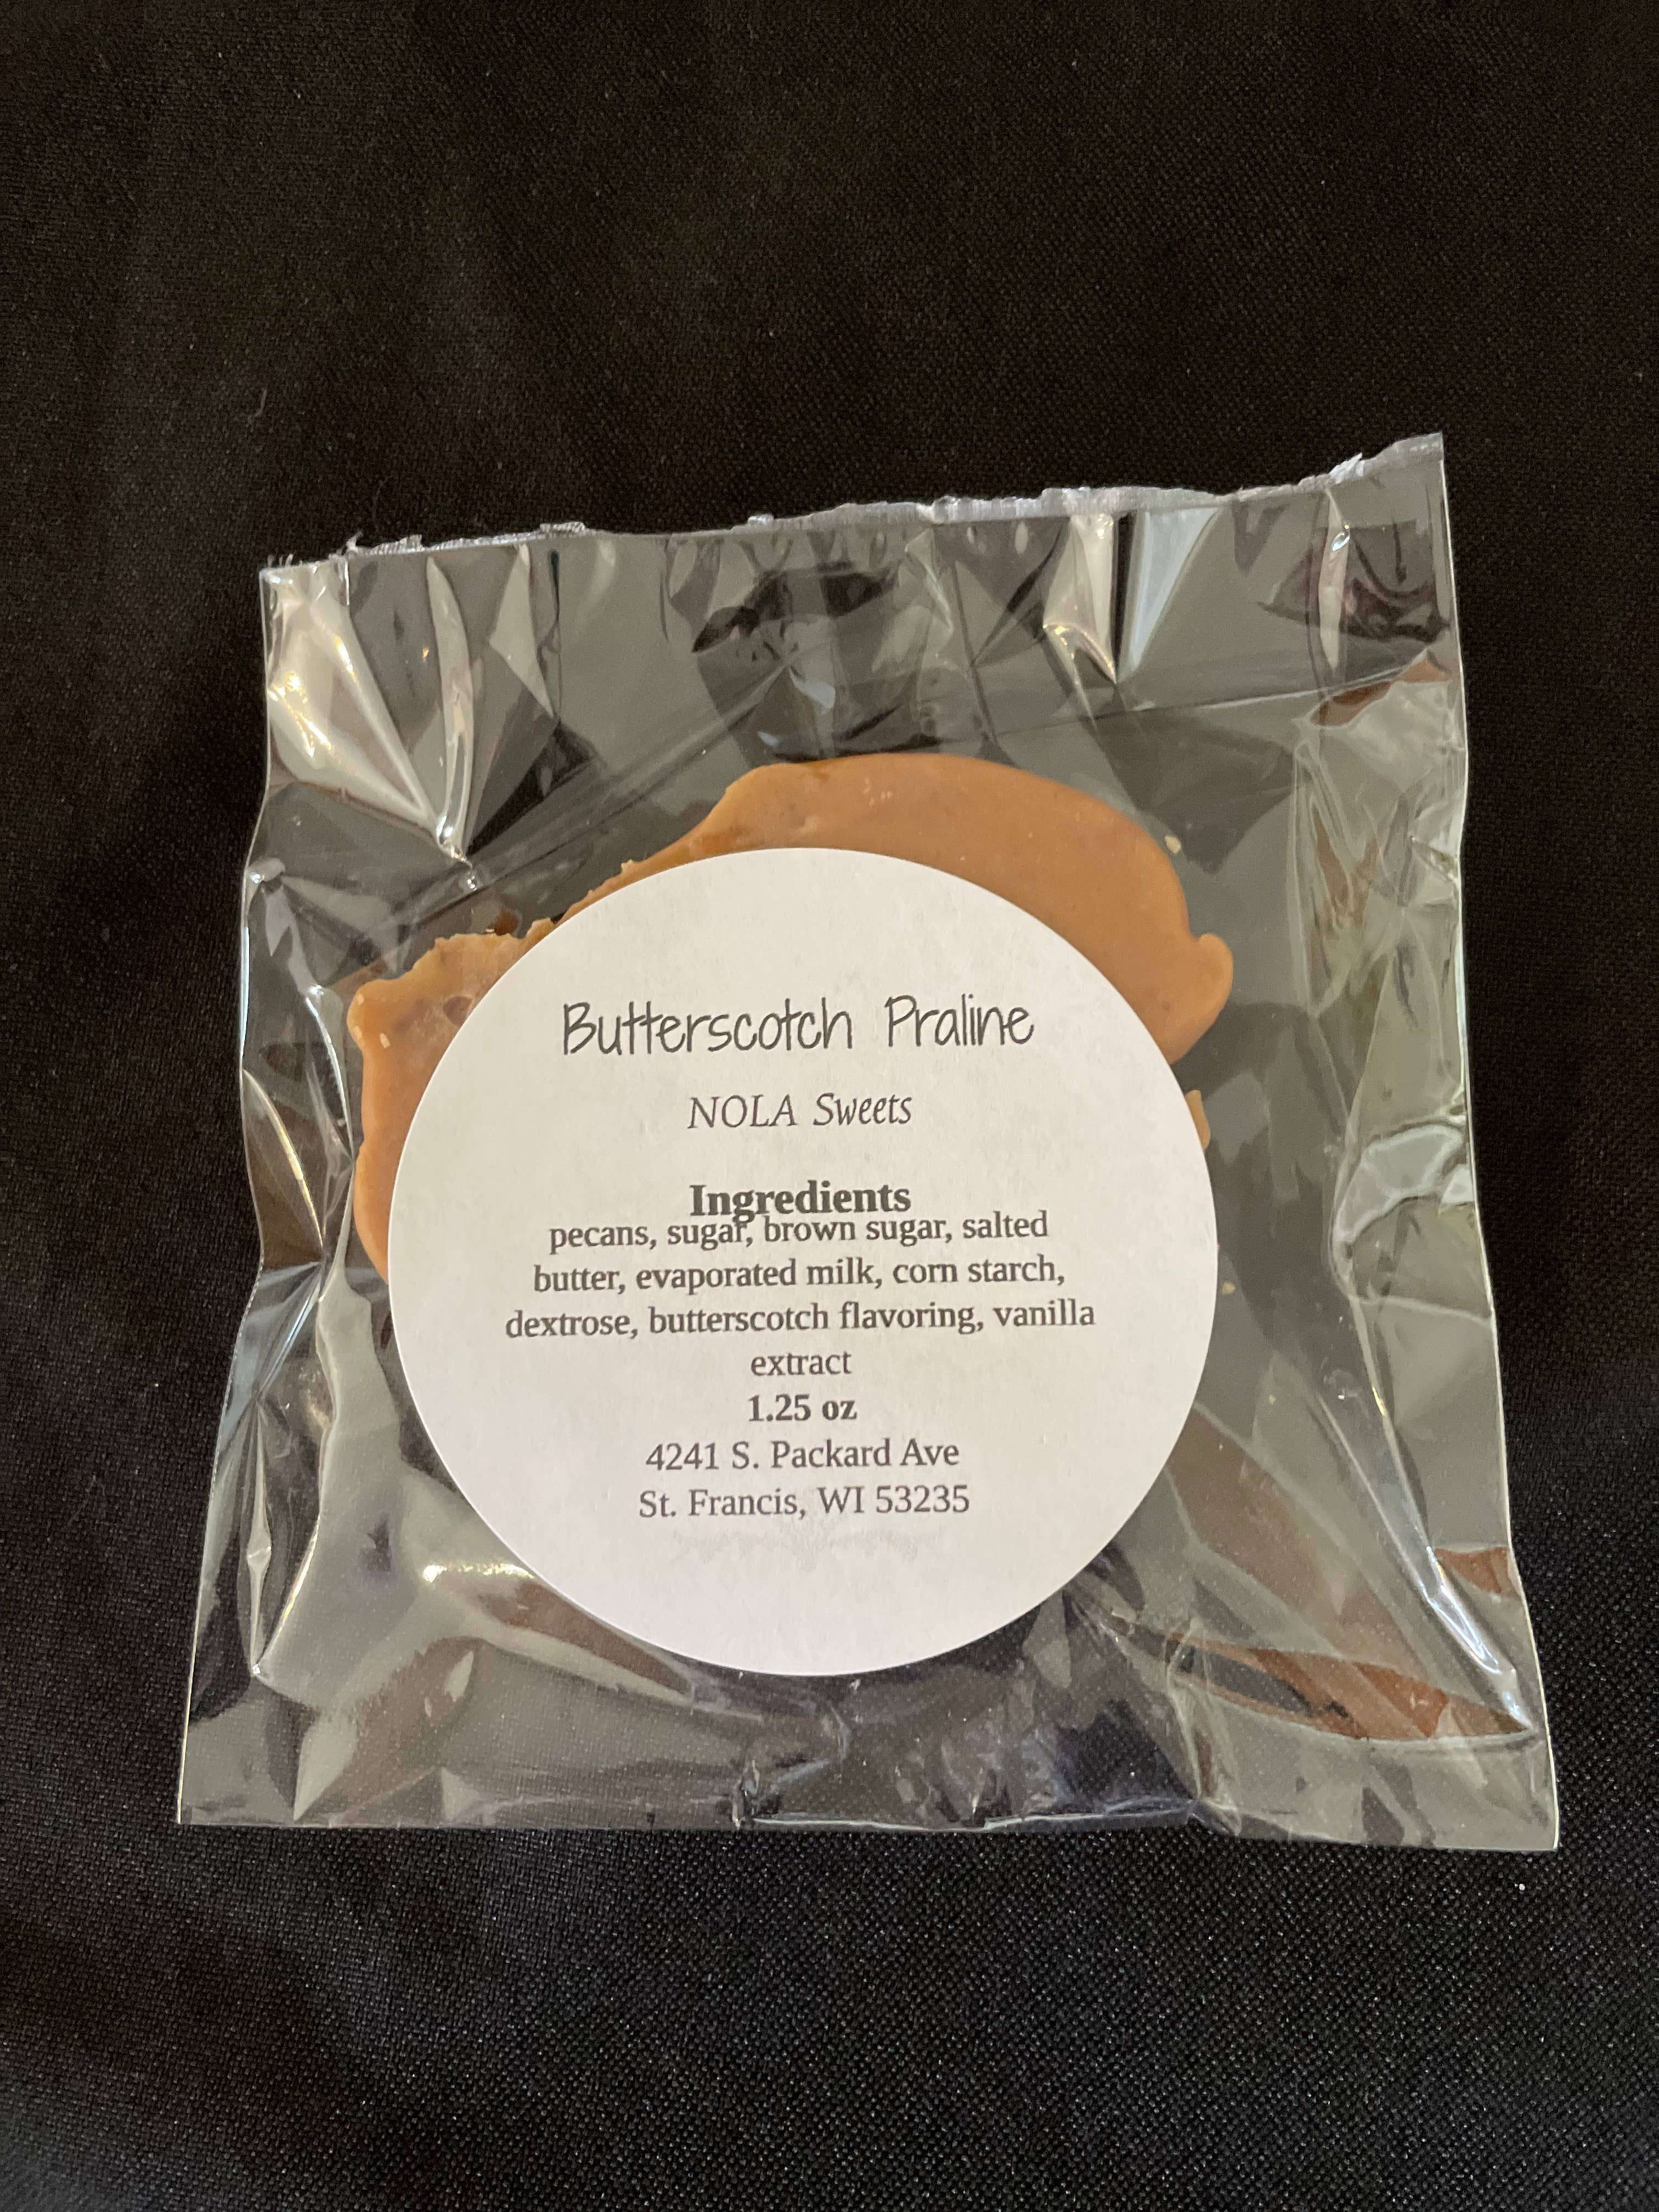 Butterscotch Praline
NOLA Sweets
Ingredients
pecans, sugar, brown sugar, salted
butter, evaporated milk, corn starch,
dextrose, butterscotch flavoring, vanilla
extract
1.25 oz
4241 S. Packard Ave
St. Francis, WI 53235